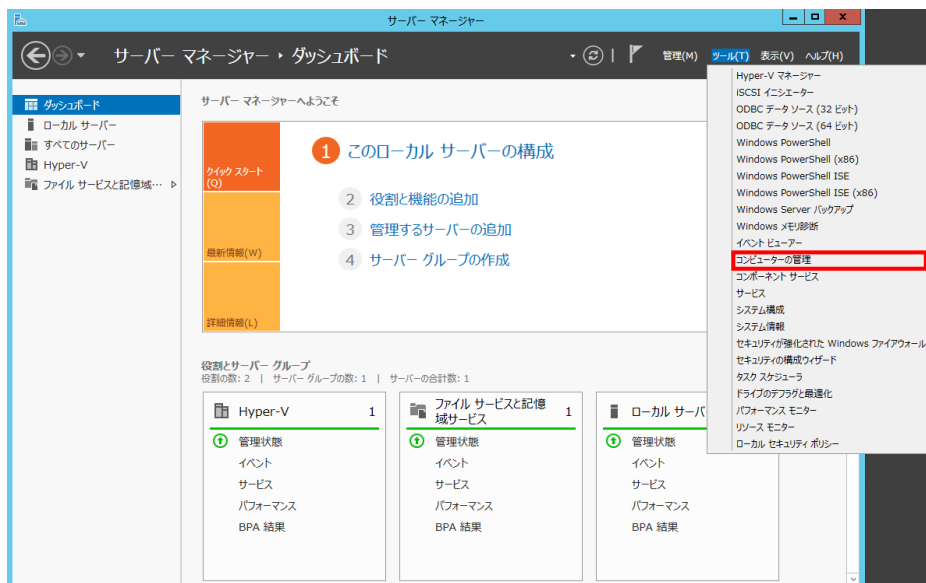 サーバー マネージャー
サーバー マネージャー ・ ダッシュボード
管理(M) ツール(T) 表示(V) ヘルプ(H)
ダッシュボード
ローカル サーバー
すべてのサーバー
Hyper-V
ファイル サービスと記憶域…
サーバー マネージャーへようこそ
クイック スタート(Q)
最新情報(W)
詳細情報(L)
1 このローカル サーバーの構成
2 役割と機能の追加
3 管理するサーバーの追加
4 サーバー グループの作成
役割とサーバー グループ
役割の数: 2 | サーバー グループの数: 1 | サーバーの合計数: 1
Hyper-V 1
管理状態
イベント
サービス
パフォーマンス
BPA 結果
ファイル サービスと記憶
域サービス 1
管理状態
イベント
サービス
パフォーマンス
BPA 結果
ローカル サーバ
管理状態
イベント
サービス
パフォーマンス
BPA 結果
Hyper-V マネージャー
iSCSI イニシエーター
ODBC データ ソース (32 ビット)
ODBC データ ソース (64 ビット)
Windows PowerShell
Windows PowerShell (x86)
Windows PowerShell ISE
Windows PowerShell ISE (x86)
Windows Server バックアップ
Windows メモリ診断
イベント ビューアー
コンピューターの管理
コンポーネント サービス
サービス
システム構成
システム情報
セキュリティが強化された Windows ファイアウォール
セキュリティの構成ウィザード
タスク スケジューラ
ドライブのデフラグと最適化
パフォーマンス モニター
リソース モニター
ローカル セキュリティ ポリシー